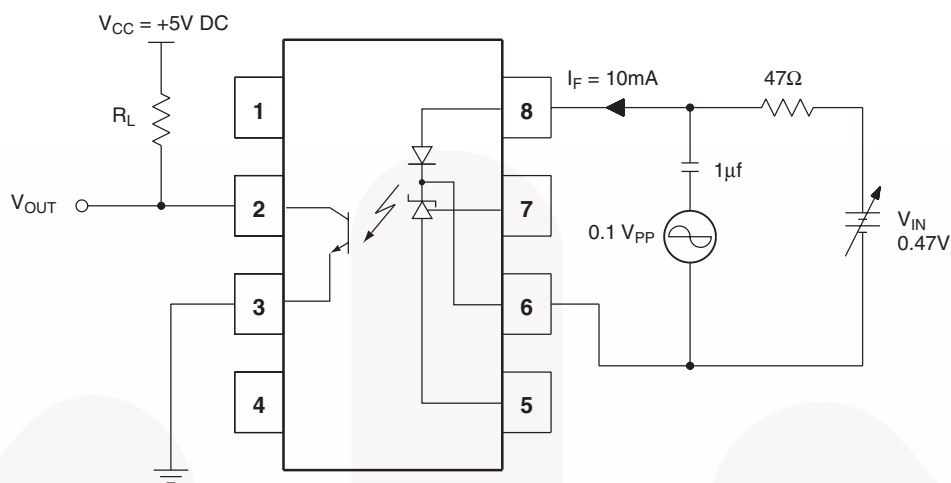 V_CC = +5V DC
R_L
V_OUT
1
2
3
4
8
7
6
5
I_F = 10mA
47Ω
1μf
0.1 V_PP
V_IN
0.47V